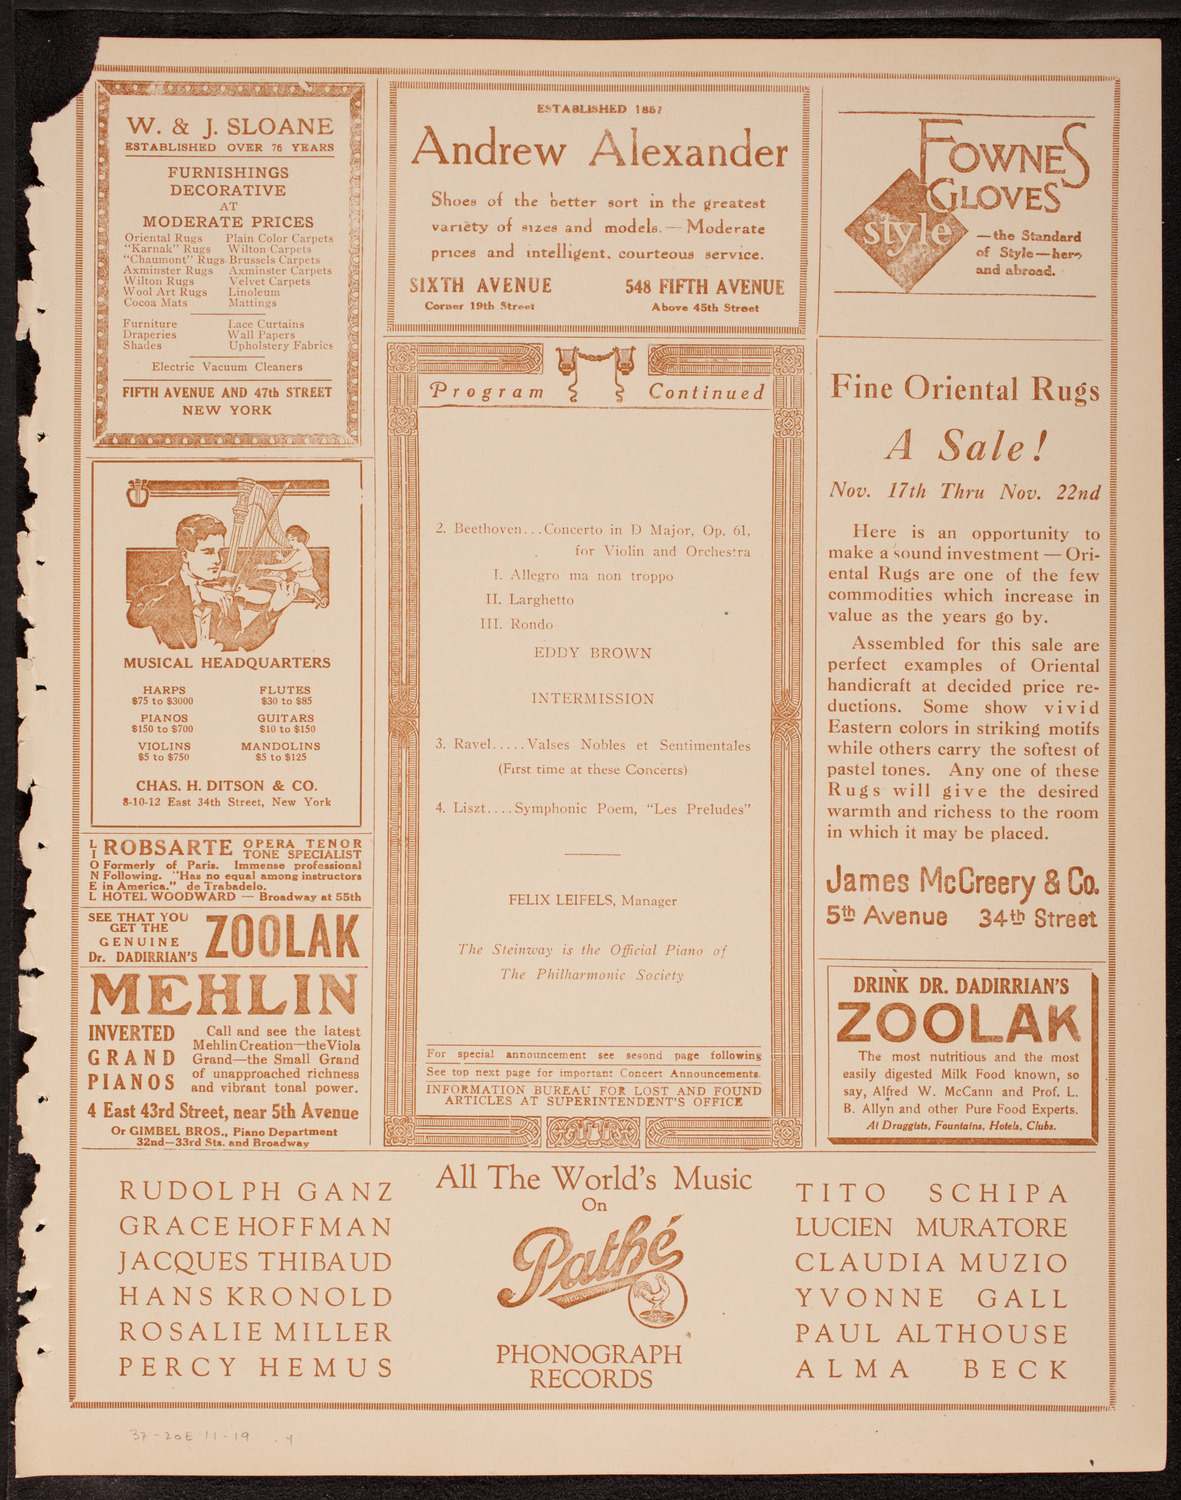 W. & J. SLOANE
ESTABLISHED OVER 76 YEARS
FURNISHINGS
DECORATIVE
AT
MODERATE PRICES
Oriental Rugs Plain Color Carpets
"Karnak" Rugs Wilton Carpets
"Chaumont" Rugs Brussels Carpets
Axminster Rugs Axminster Carpets
Wilton Rugs Velvet Carpets
Wool Art Rugs Linoleum
Cocoa Mats Mattings
Furniture Lace Curtains
Draperies Wall Papers
Shades Upholstery Fabrics
Electric Vacuum Cleaners
FIFTH AVENUE AND 47th STREET
NEW YORK
MUSICAL HEADQUARTERS
HARPS FLUTES
$75 to $3000 $30 to $85
PIANOS GUITARS
$150 to $700 $10 to $150
VIOLINS MANDOLINS
$5 to $750 $5 to $125
CHAS. H. DITSON & CO.
8-10-12 East 34th Street, New York
LIONEL ROBSARTE OPERA TENOR
TONE SPECIALIST
Formerly of Paris. Immense professional
Following. "Has no equal among instructors
in America." de Trabadelo.
HOTEL WOODWARD — Broadway at 55th
SEE THAT YOU
GET THE
GENUINE
Dr. DADIRRIAN'S ZOOLAK
MEHLIN
INVERTED
GRAND
PIANOS
Call and see the latest
Mehlin Creation—the Viola
Grand—the Small Grand
of unapproached richness
and vibrant tonal power.
4 East 43rd Street, near 5th Avenue
Or GIMBEL BROS., Piano Department
32nd—33rd Sts. and Broadway
ESTABLISHED 1857
Andrew Alexander
Shoes of the better sort in the greatest
variety of sizes and models. — Moderate
prices and intelligent, courteous service.
SIXTH AVENUE 548 FIFTH AVENUE
Corner 19th Street Above 45th Street
Program Continued
2. Beethoven...Concerto in D Major, Op. 61,
for Violin and Orchestra
I. Allegro ma non troppo
II. Larghetto
III. Rondo
EDDY BROWN
INTERMISSION
3. Ravel.....Valses Nobles et Sentimentales
(First time at these Concerts)
4. Liszt....Symphonic Poem, "Les Preludes"
FELIX LEIFELS, Manager
The Steinway is the Official Piano of
The Philharmonic Society
For special announcement see second page following
See top next page for important Concert Announcements.
INFORMATION BUREAU FOR LOST AND FOUND
ARTICLES AT SUPERINTENDENT'S OFFICE
FOWNES
GLOVES
style
—the Standard
of Style—here
and abroad.
Fine Oriental Rugs
A Sale!
Nov. 17th Thru Nov. 22nd
Here is an opportunity to
make a sound investment — Ori-
ental Rugs are one of the few
commodities which increase in
value as the years go by.
Assembled for this sale are
perfect examples of Oriental
handicraft at decided price re-
ductions. Some show vivid
Eastern colors in striking motifs
while others carry the softest of
pastel tones. Any one of these
Rugs will give the desired
warmth and richess to the room
in which it may be placed.
James McCreery & Co.
5th Avenue 34th Street
DRINK DR. DADIRRIAN'S
ZOOLAK
The most nutritious and the most
easily digested Milk Food known, so
say, Alfred W. McCann and Prof. L.
B. Allyn and other Pure Food Experts.
At Druggists, Fountains, Hotels, Clubs.
RUDOLPH GANZ
GRACE HOFFMAN
JACQUES THIBAUD
HANS KRONOLD
ROSALIE MILLER
PERCY HEMUS
All The World's Music
On
Pathé
PHONOGRAPH
RECORDS
TITO SCHIPA
LUCIEN MURATORE
CLAUDIA MUZIO
YVONNE GALL
PAUL ALTHOUSE
ALMA BECK
37-20E-11-19 . 4